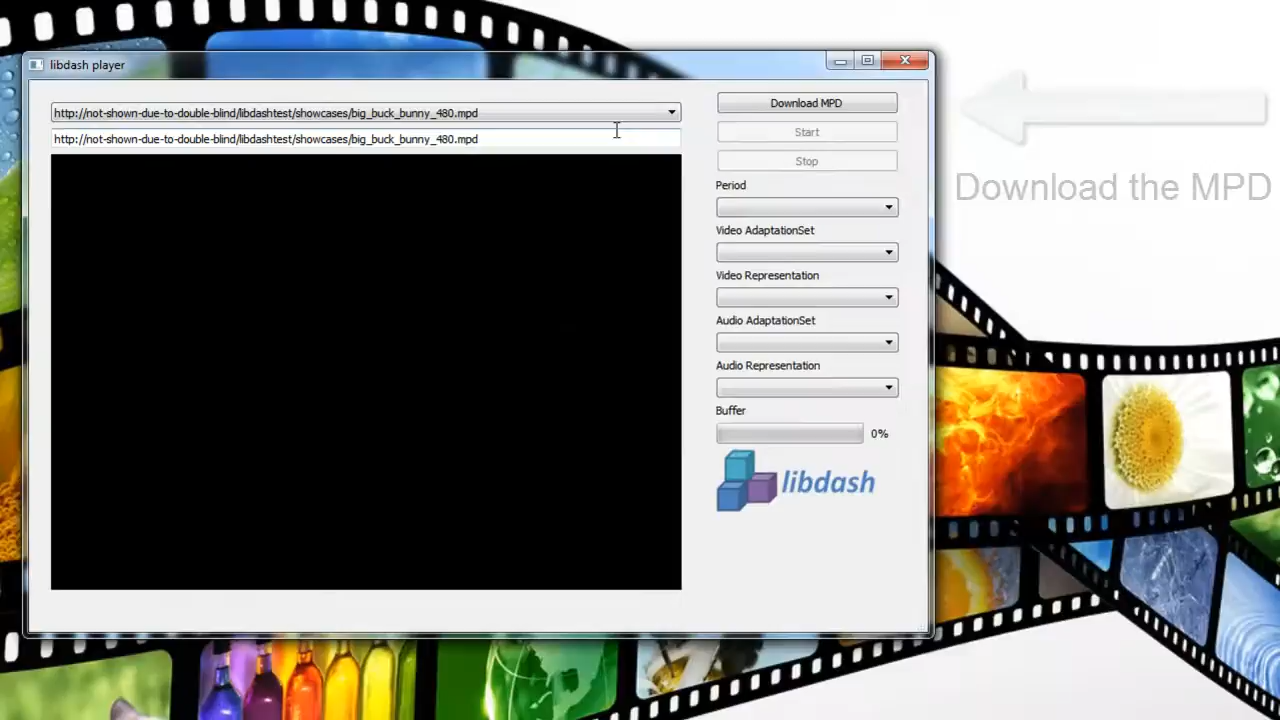 libdash player
http://not-shown-due-to-double-blind/libdashtest/showcases/big_buck_bunny_480.mpd
http://not-shown-due-to-double-blind/libdashtest/showcases/big_buck_bunny_480.mpd
Download MPD
Start
Stop
Period
Video AdaptationSet
Video Representation
Audio AdaptationSet
Audio Representation
Buffer
0%
libdash
Download the MPD